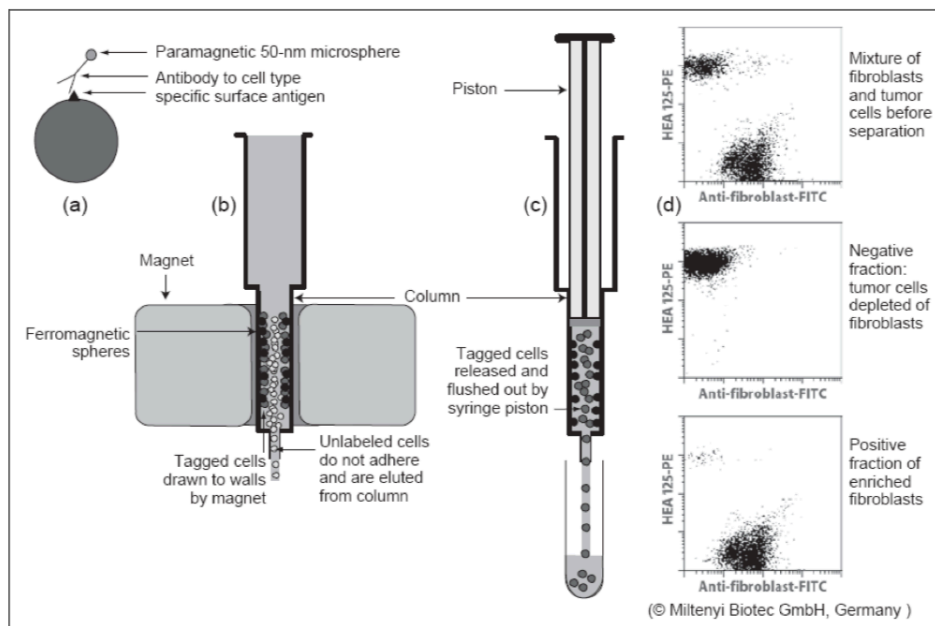 Paramagnetic 50-nm microsphere
Antibody to cell type
specific surface antigen
(a)
(b)
Magnet
Ferromagnetic
spheres
Tagged cells
drawn to walls
by magnet
Unlabeled cells
do not adhere
and are eluted
from column
Column
Piston
(c)
Tagged cells
released and
flushed out by
syringe piston
(d)
HEA 125-PE
Anti-fibroblast-FITC
Mixture of
fibroblasts
and tumor
cells before
separation
HEA 125-PE
Anti-fibroblast-FITC
Negative
fraction:
tumor cells
depleted of
fibroblasts
HEA 125-PE
Anti-fibroblast-FITC
Positive
fraction of
enriched
fibroblasts
(© Miltenyi Biotec GmbH, Germany )